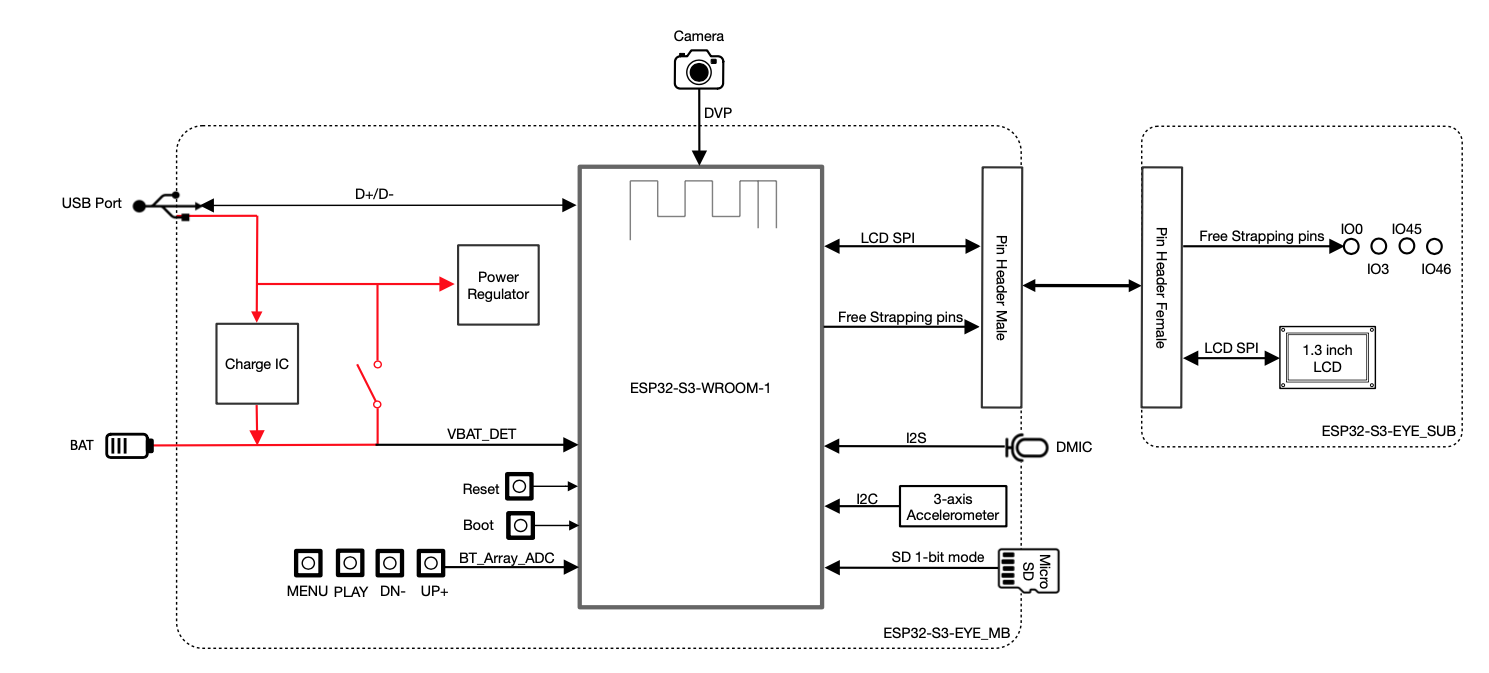 Camera
DVP
USB Port
D+/D-
Power
Regulator
Charge IC
BAT
VBAT_DET
Reset
Boot
BT_Array_ADC
MENU
PLAY
DN-
UP+
ESP32-S3-WROOM-1
LCD SPI
Free Strapping pins
Pin Header Male
I2S
DMIC
I2C
3-axis
Accelerometer
SD 1-bit mode
Micro
SD
ESP32-S3-EYE_MB
Pin Header Female
Free Strapping pins
IO0
IO45
IO3
IO46
LCD SPI
1.3 inch
LCD
ESP32-S3-EYE_SUB